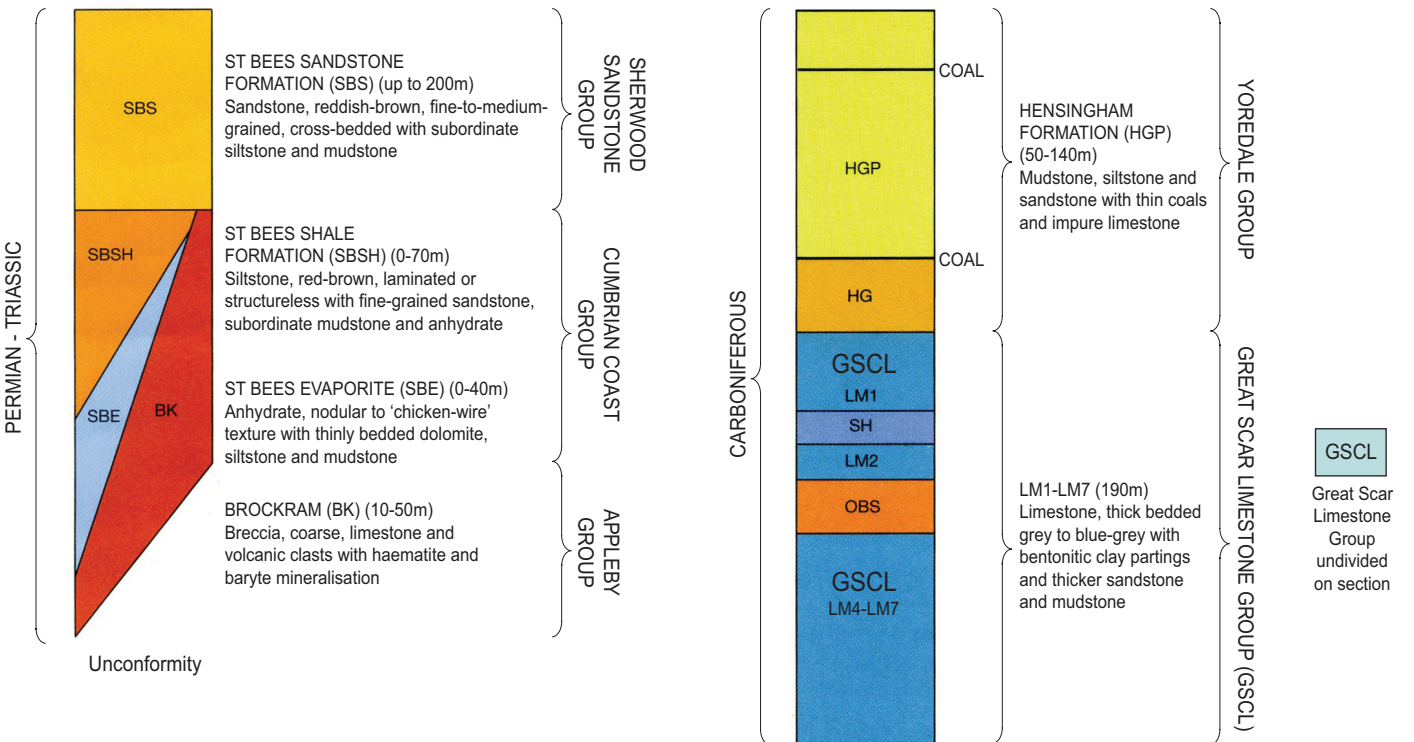 PERMIAN - TRIASSIC
SBS
SBSH
SBE
BK
Unconformity
ST BEES SANDSTONE
FORMATION (SBS) (up to 200m)
Sandstone, reddish-brown, fine-to-medium-
grained, cross-bedded with subordinate
siltstone and mudstone
ST BEES SHALE
FORMATION (SBSH) (0-70m)
Siltstone, red-brown, laminated or
structureless with fine-grained sandstone,
subordinate mudstone and anhydrate
ST BEES EVAPORITE (SBE) (0-40m)
Anhydrate, nodular to ‘chicken-wire’
texture with thinly bedded dolomite,
siltstone and mudstone
BROCKRAM (BK) (10-50m)
Breccia, coarse, limestone and
volcanic clasts with haematite and
baryte mineralisation
SHERWOOD
SANDSTONE
GROUP
CUMBRIAN COAST
GROUP
APPLEBY
GROUP
CARBONIFEROUS
COAL
HGP
COAL
HG
GSCL
LM1
SH
LM2
OBS
GSCL
LM4-LM7
HENSINGHAM
FORMATION (HGP)
(50-140m)
Mudstone, siltstone and
sandstone with thin coals
and impure limestone
LM1-LM7 (190m)
Limestone, thick bedded
grey to blue-grey with
bentonitic clay partings
and thicker sandstone
and mudstone
YOREDALE GROUP
GREAT SCAR LIMESTONE GROUP (GSCL)
GSCL
Great Scar
Limestone
Group
undivided
on section